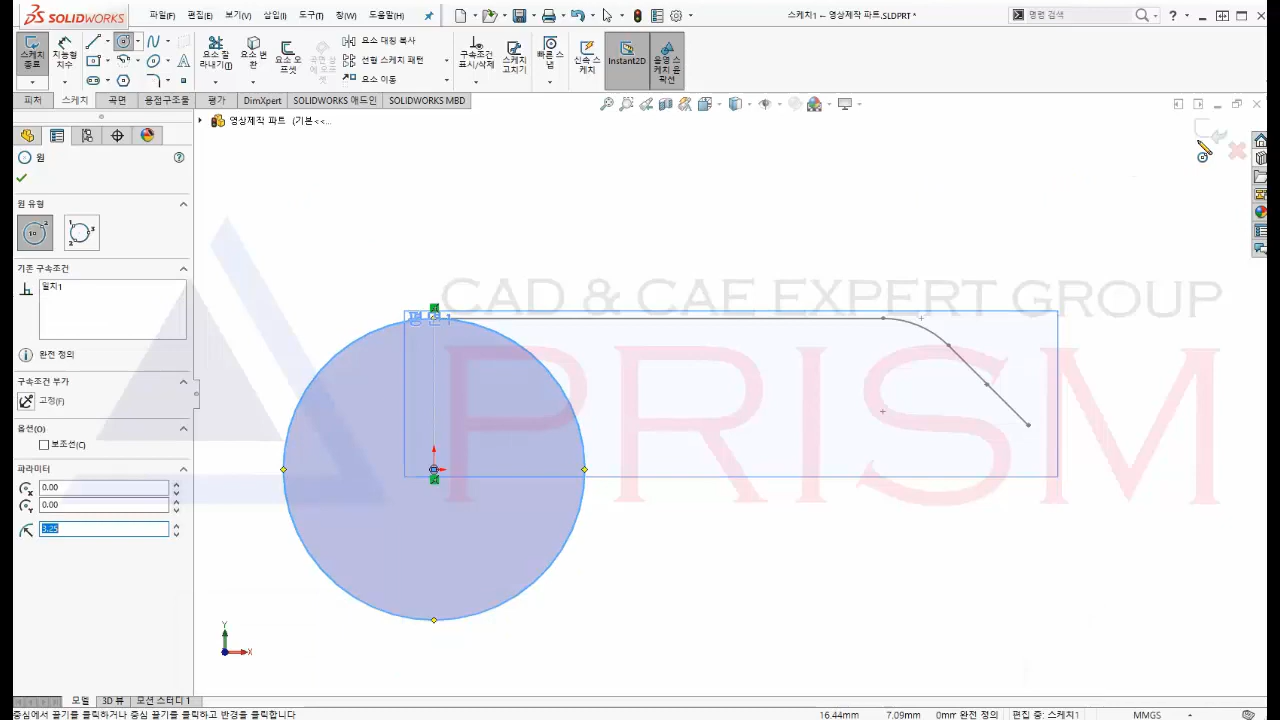 SOLIDWORKS 파일(F) 편집(E) 보기(V) 삽입(I) 도구(T) 창(W) 도움말(H) 스케치1 - 영상제작 파트.SLDPRT * 명령 검색
스케치 종료 지능형 치수 요소 잘라내기(T) 요소 변환 요소 오프셋 곡면상에 오프셋 요소 대칭 복사 선형 스케치 패턴 요소 이동 구속조건 표시/삭제 스케치 고치기 빠른 스냅 신속 스케치 Instant2D 음영 스케치 윤곽선
피처 스케치 곡면 용접구조물 평가 DimXpert SOLIDWORKS 애드인 SOLIDWORKS MBD
영상제작 파트 (기본<<...
원
원 유형
기존 구속조건
일치1
완전 정의
구속조건 부가
고정(F)
옵션(O)
보조선(C)
파라미터
0.00
0.00
3.25
CAD & CAE EXPERT GROUP
PRISM
평면1
Y
X
모델 3D 뷰 모션 스터디 1
중심에서 끌기를 클릭하거나 중심 끌기를 클릭하고 반경을 클릭합니다 16.44mm 7.09mm 0mm 완전 정의 편집 중: 스케치1 MMGS